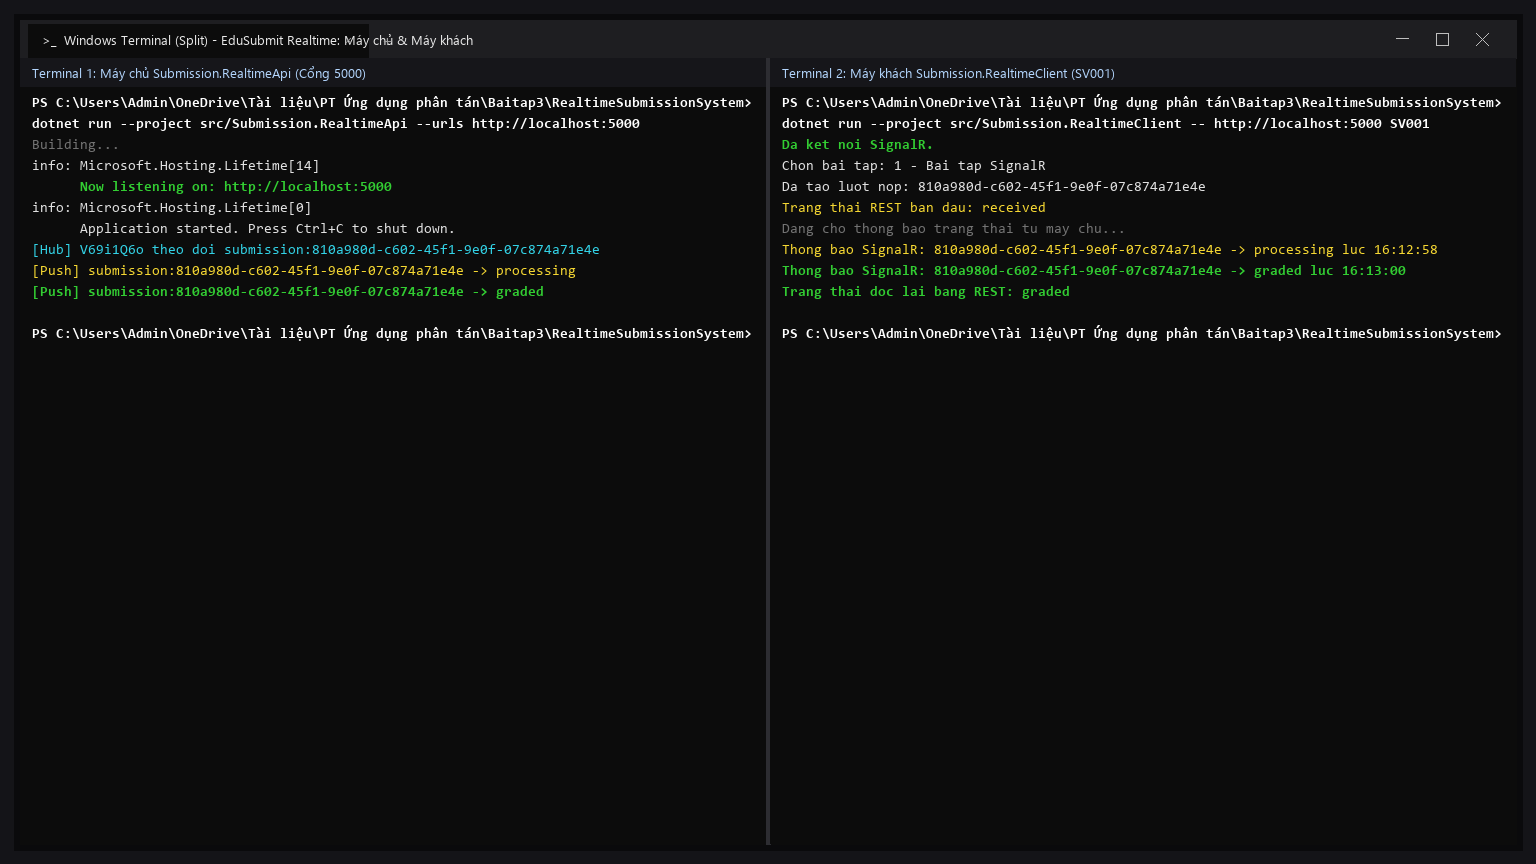 >_ Windows Terminal (Split) - EduSubmit Realtime: Máy chủ & Máy khách
Terminal 1: Máy chủ Submission.RealtimeApi (Cổng 5000)
PS C:\Users\Admin\OneDrive\Tài liệu\PT Ứng dụng phân tán\Baitap3\RealtimeSubmissionSystem>
dotnet run --project src/Submission.RealtimeApi --urls http://localhost:5000
Building...
info: Microsoft.Hosting.Lifetime[14]
Now listening on: http://localhost:5000
info: Microsoft.Hosting.Lifetime[0]
Application started. Press Ctrl+C to shut down.
[Hub] V69i1Q6o theo doi submission:810a980d-c602-45f1-9e0f-07c874a71e4e
[Push] submission:810a980d-c602-45f1-9e0f-07c874a71e4e -> processing
[Push] submission:810a980d-c602-45f1-9e0f-07c874a71e4e -> graded
PS C:\Users\Admin\OneDrive\Tài liệu\PT Ứng dụng phân tán\Baitap3\RealtimeSubmissionSystem>
Terminal 2: Máy khách Submission.RealtimeClient (SV001)
PS C:\Users\Admin\OneDrive\Tài liệu\PT Ứng dụng phân tán\Baitap3\RealtimeSubmissionSystem>
dotnet run --project src/Submission.RealtimeClient -- http://localhost:5000 SV001
Da ket noi SignalR.
Chon bai tap: 1 - Bai tap SignalR
Da tao luot nop: 810a980d-c602-45f1-9e0f-07c874a71e4e
Trang thai REST ban dau: received
Dang cho thong bao trang thai tu may chu...
Thong bao SignalR: 810a980d-c602-45f1-9e0f-07c874a71e4e -> processing luc 16:12:58
Thong bao SignalR: 810a980d-c602-45f1-9e0f-07c874a71e4e -> graded luc 16:13:00
Trang thai doc lai bang REST: graded
PS C:\Users\Admin\OneDrive\Tài liệu\PT Ứng dụng phân tán\Baitap3\RealtimeSubmissionSystem>